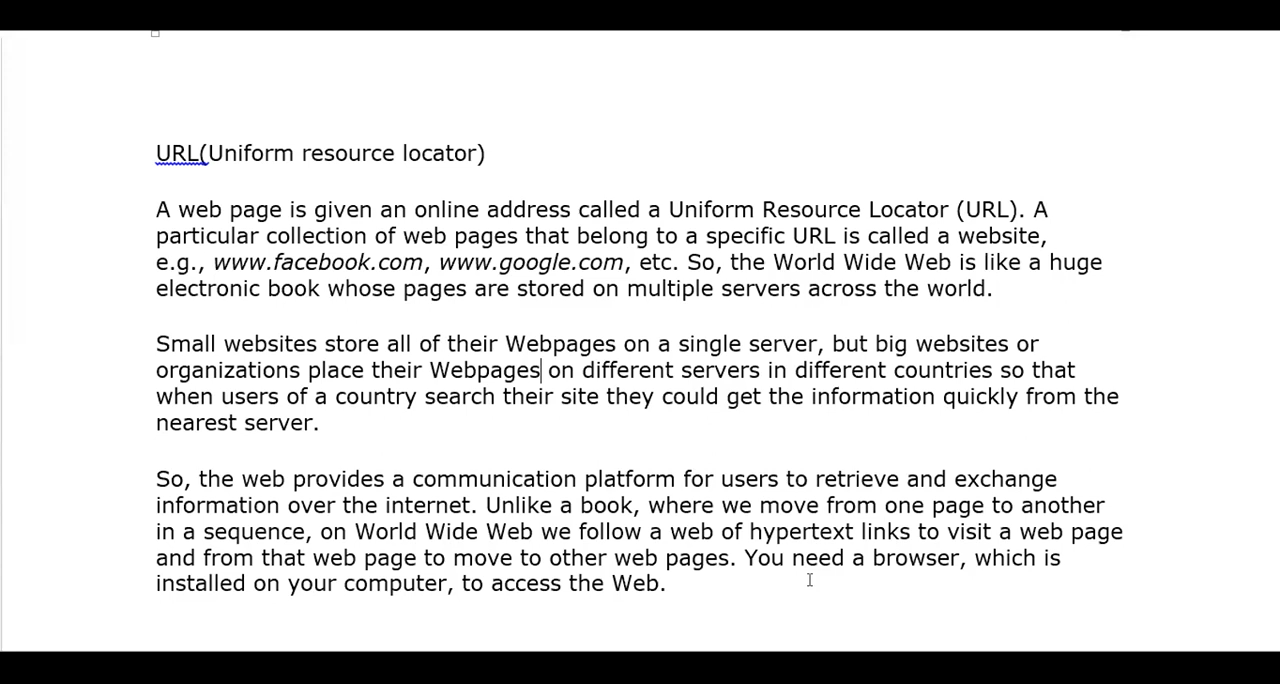 URL(Uniform resource locator)
A web page is given an online address called a Uniform Resource Locator (URL). A
particular collection of web pages that belong to a specific URL is called a website,
e.g., www.facebook.com, www.google.com, etc. So, the World Wide Web is like a huge
electronic book whose pages are stored on multiple servers across the world.
Small websites store all of their Webpages on a single server, but big websites or
organizations place their Webpages on different servers in different countries so that
when users of a country search their site they could get the information quickly from the
nearest server.
So, the web provides a communication platform for users to retrieve and exchange
information over the internet. Unlike a book, where we move from one page to another
in a sequence, on World Wide Web we follow a web of hypertext links to visit a web page
and from that web page to move to other web pages. You need a browser, which is
installed on your computer, to access the Web.